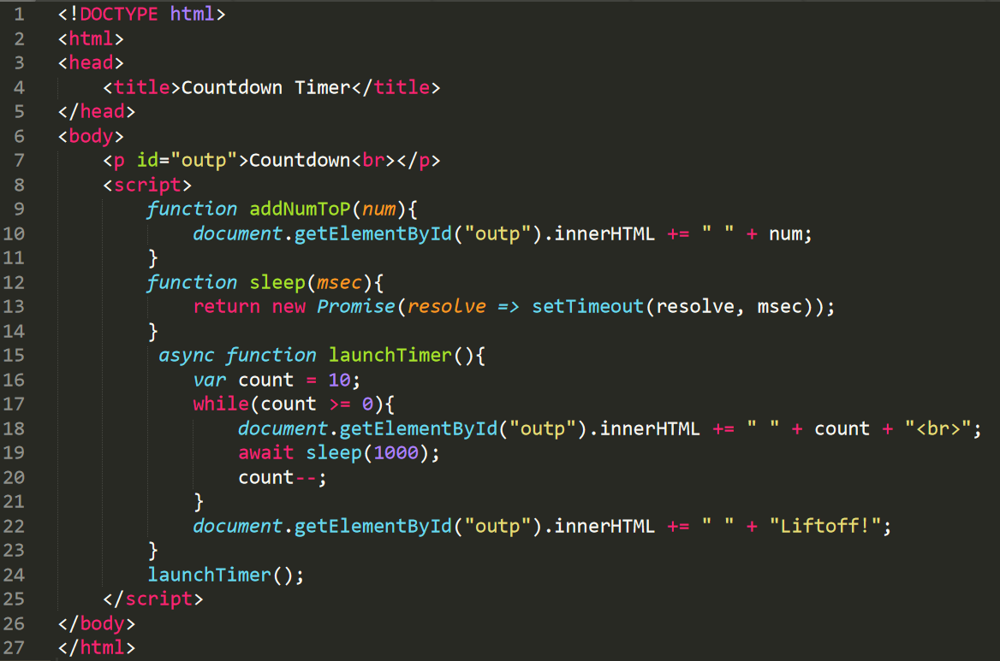 1 <!DOCTYPE html>
2 <html>
3 <head>
4     <title>Countdown Timer</title>
5 </head>
6 <body>
7     <p id="outp">Countdown<br></p>
8     <script>
9         function addNumToP(num){
10             document.getElementById("outp").innerHTML += " " + num;
11         }
12         function sleep(msec){
13             return new Promise(resolve => setTimeout(resolve, msec));
14         }
15          async function launchTimer(){
16             var count = 10;
17             while(count >= 0){
18                 document.getElementById("outp").innerHTML += " " + count + "<br>";
19                 await sleep(1000);
20                 count--;
21             }
22             document.getElementById("outp").innerHTML += " " + "Liftoff!";
23         }
24         launchTimer();
25     </script>
26 </body>
27 </html>